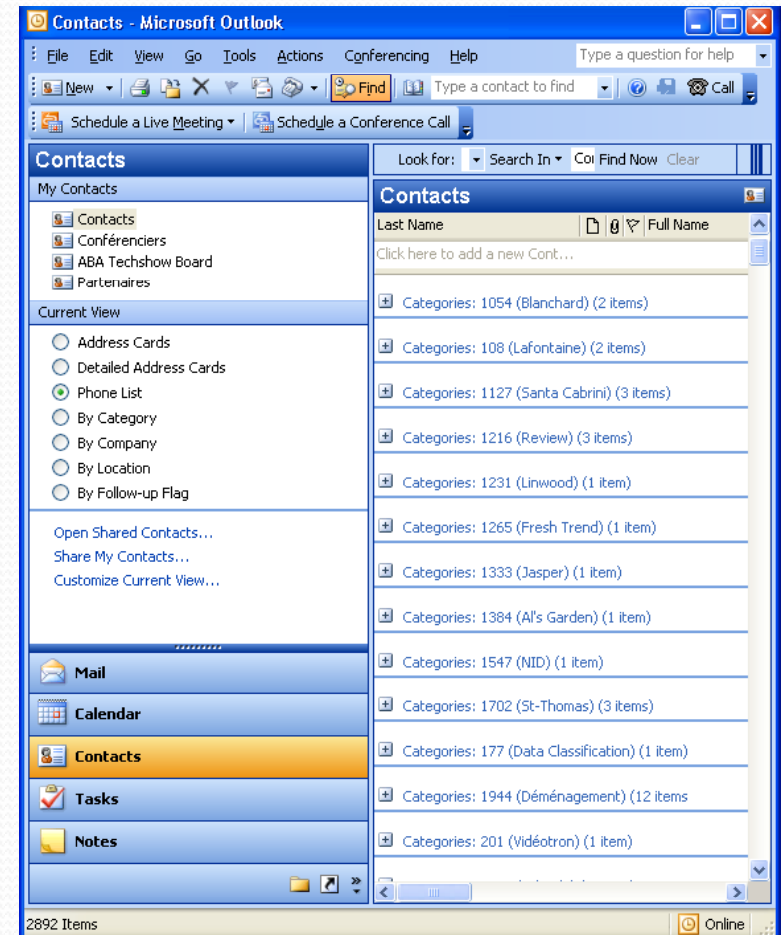 Contacts - Microsoft Outlook
File Edit View Go Tools Actions Conferencing Help Type a question for help
New Find Type a contact to find Call
Schedule a Live Meeting Schedule a Conference Call
Contacts
My Contacts
Contacts
Conférenciers
ABA Techshow Board
Partenaires
Current View
Address Cards
Detailed Address Cards
Phone List
By Category
By Company
By Location
By Follow-up Flag
Open Shared Contacts...
Share My Contacts...
Customize Current View...
Mail
Calendar
Contacts
Tasks
Notes
2892 Items
Look for: Search In Find Now Clear
Contacts
Last Name Full Name
Click here to add a new Cont...
Categories: 1054 (Blanchard) (2 items)
Categories: 108 (Lafontaine) (2 items)
Categories: 1127 (Santa Cabrini) (3 items)
Categories: 1216 (Review) (3 items)
Categories: 1231 (Linwood) (1 item)
Categories: 1265 (Fresh Trend) (1 item)
Categories: 1333 (Jasper) (1 item)
Categories: 1384 (Al's Garden) (1 item)
Categories: 1547 (NID) (1 item)
Categories: 1702 (St-Thomas) (3 items)
Categories: 177 (Data Classification) (1 item)
Categories: 1944 (Déménagement) (12 items
Categories: 201 (Vidéotron) (1 item)
Online